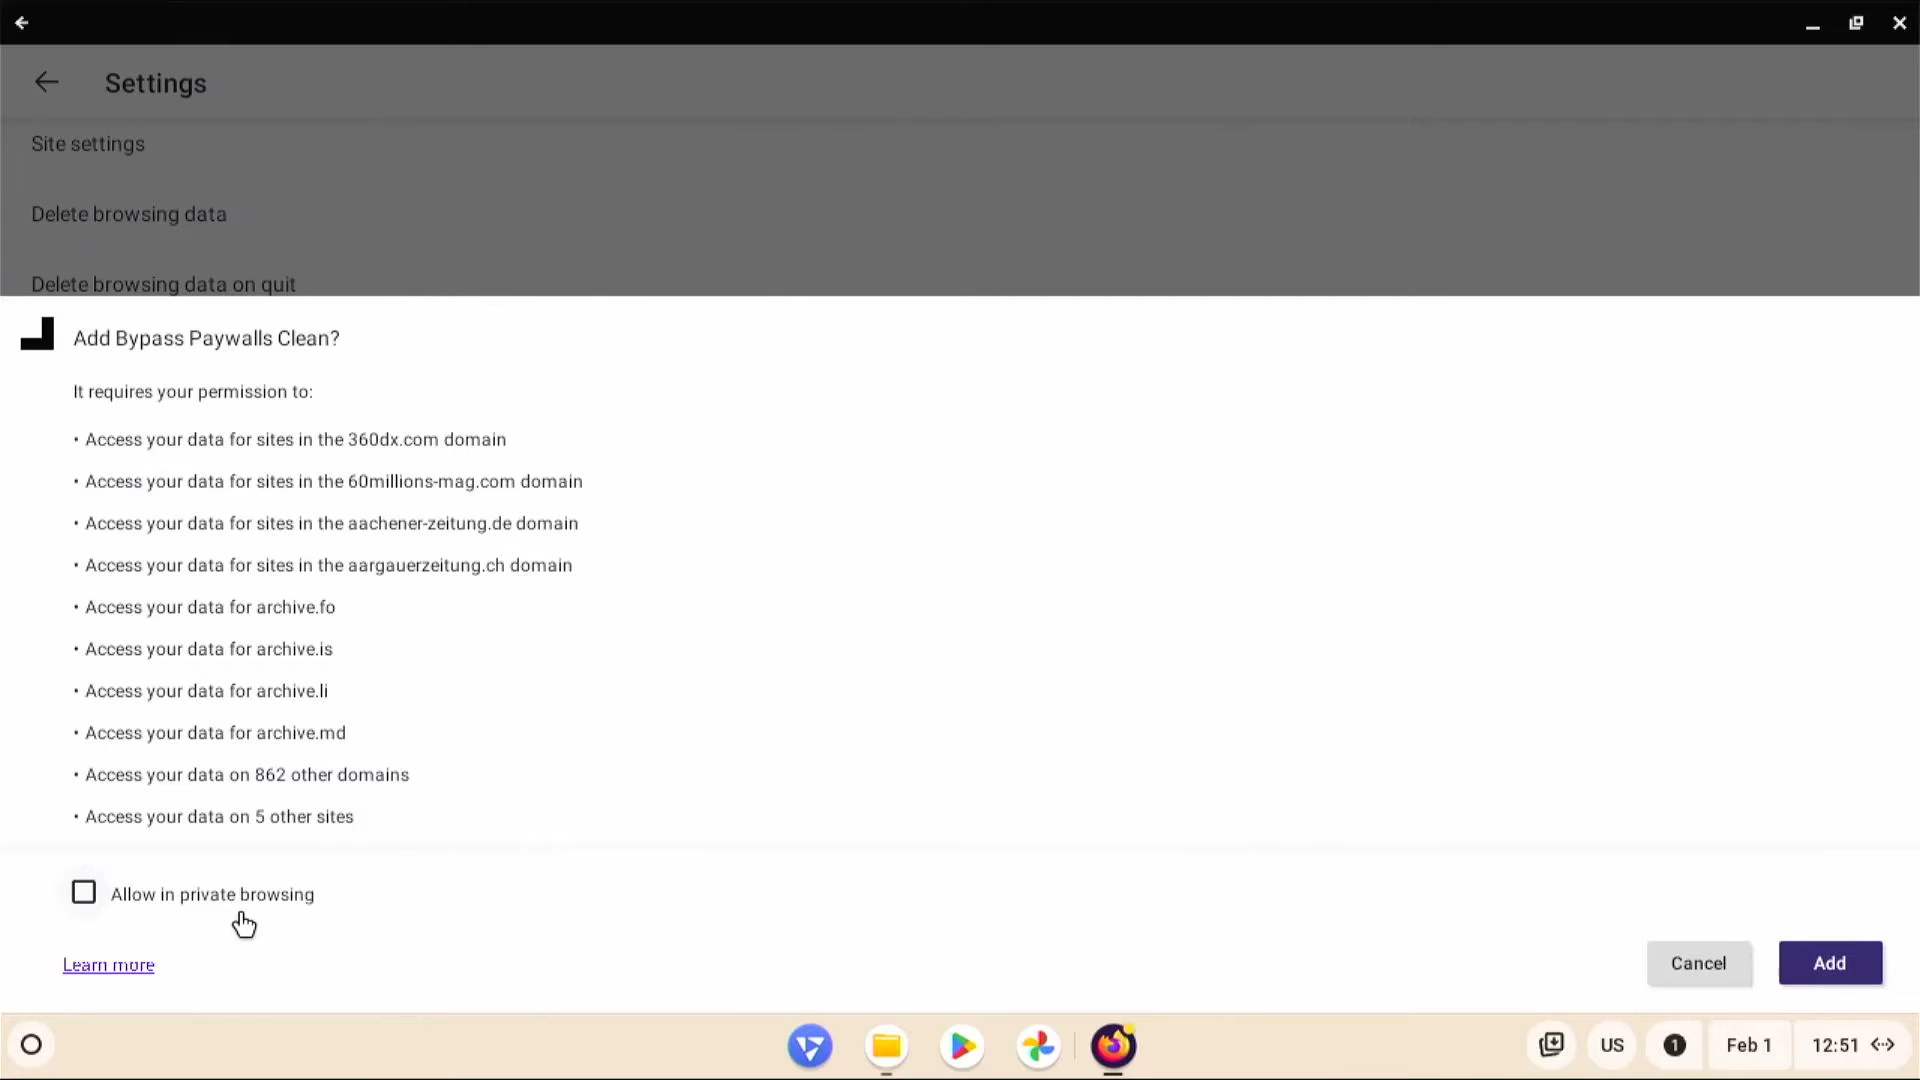 Settings
Site settings
Delete browsing data
Delete browsing data on quit
Add Bypass Paywalls Clean?
It requires your permission to:
• Access your data for sites in the 360dx.com domain
• Access your data for sites in the 60millions-mag.com domain
• Access your data for sites in the aachener-zeitung.de domain
• Access your data for sites in the aargauerzeitung.ch domain
• Access your data for archive.fo
• Access your data for archive.is
• Access your data for archive.li
• Access your data for archive.md
• Access your data on 862 other domains
• Access your data on 5 other sites
Allow in private browsing
Learn more
Cancel
Add
US
1
Feb 1
12:51